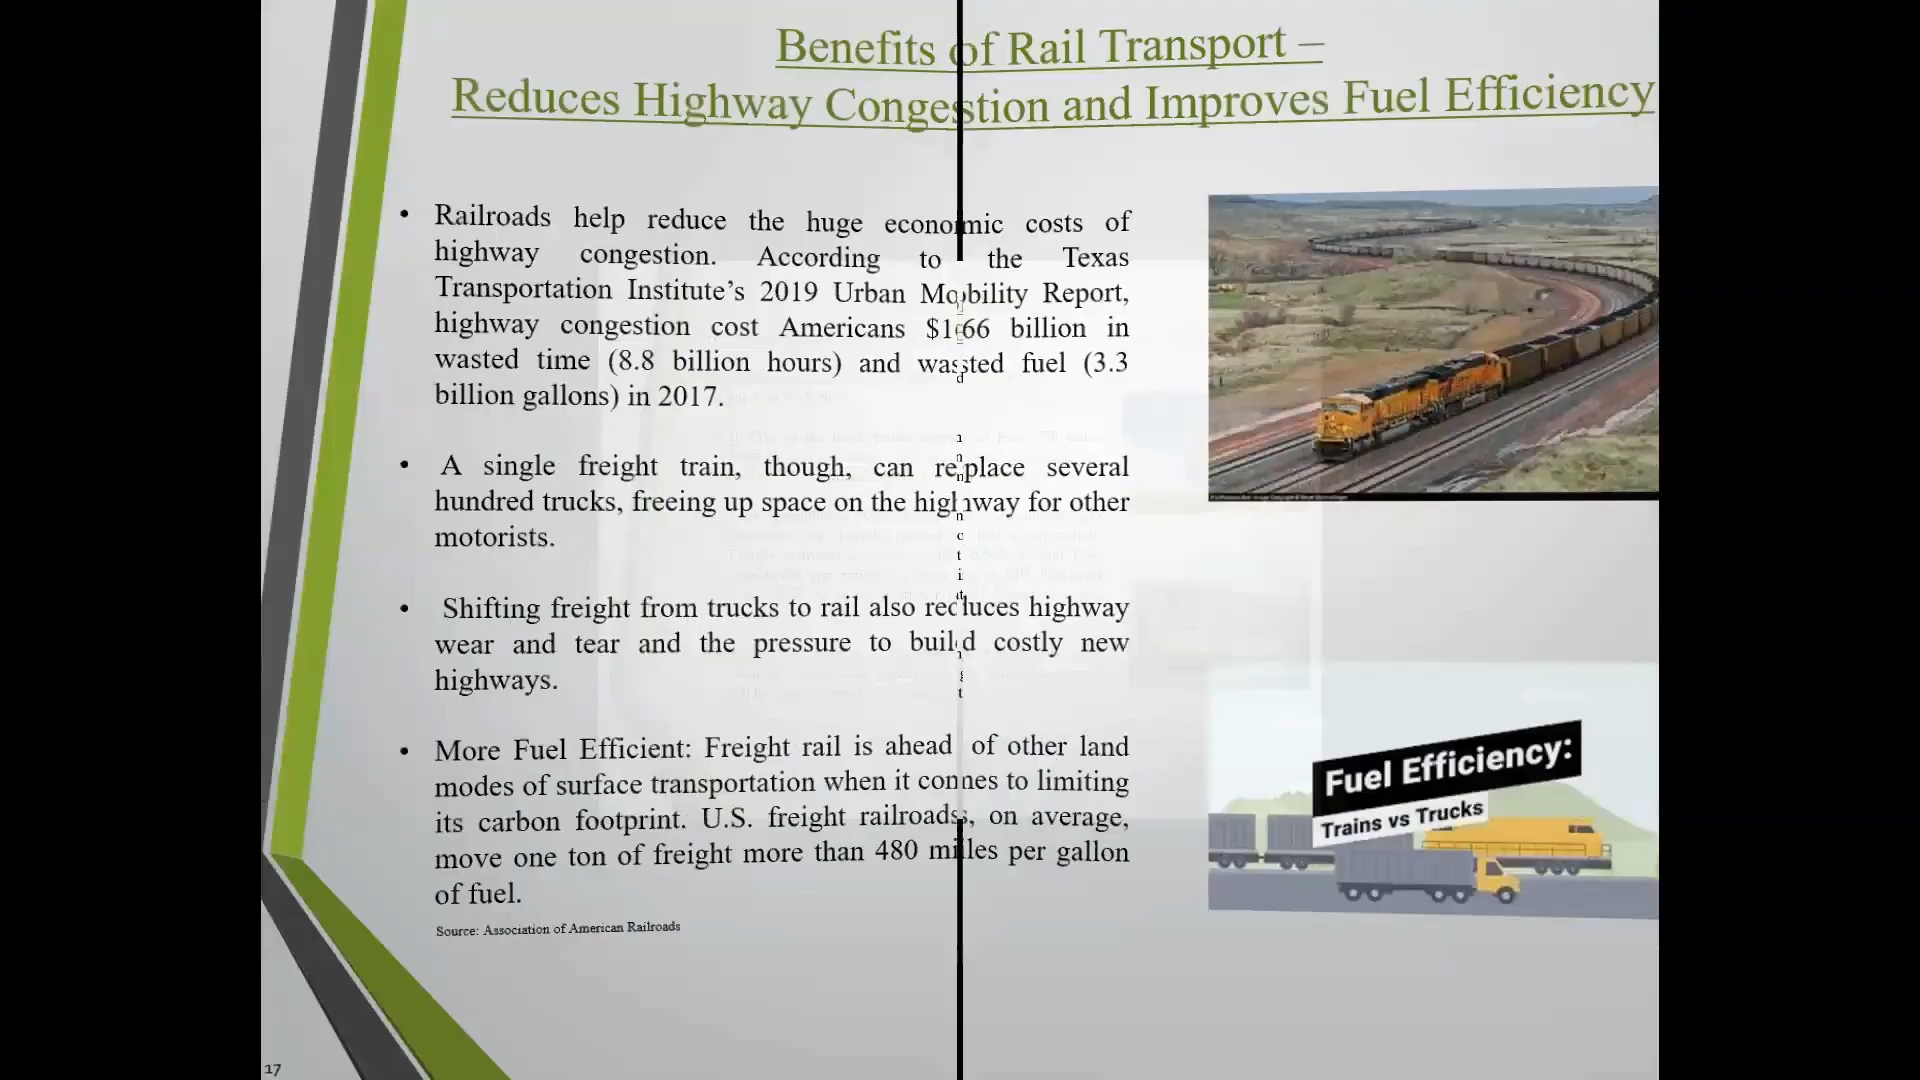 Benefits of Rail Transport –
Reduces Highway Congestion and Improves Fuel Efficiency
• Railroads help reduce the huge economic costs of
highway congestion. According to the Texas
Transportation Institute’s 2019 Urban Mobility Report,
highway congestion cost Americans $166 billion in
wasted time (8.8 billion hours) and wasted fuel (3.3
billion gallons) in 2017.
• A single freight train, though, can replace several
hundred trucks, freeing up space on the highway for other
motorists.
• Shifting freight from trucks to rail also reduces highway
wear and tear and the pressure to build costly new
highways.
• More Fuel Efficient: Freight rail is ahead of other land
modes of surface transportation when it comes to limiting
its carbon footprint. U.S. freight railroads, on average,
move one ton of freight more than 480 miles per gallon
of fuel.
Source: Association of American Railroads
Fuel Efficiency:
Trains vs Trucks
17